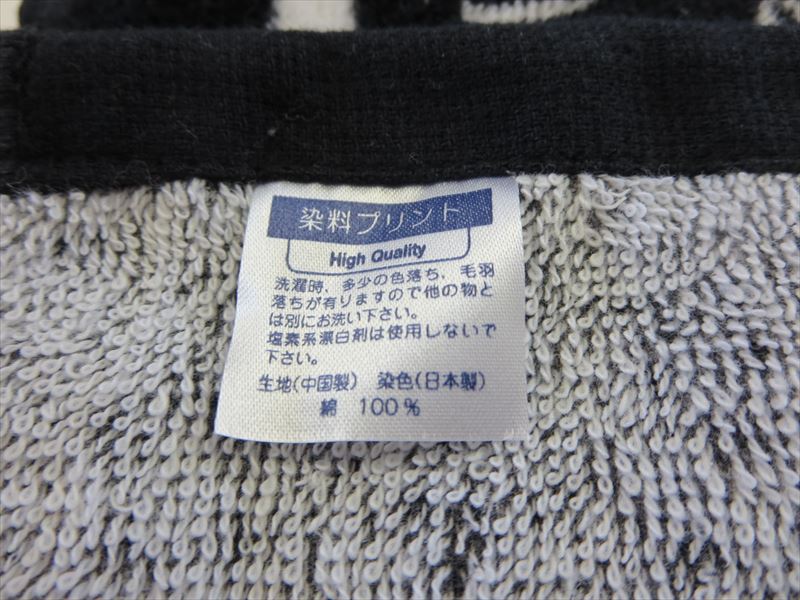 染料プリント
High Quality
洗濯時、多少の色落ち、毛羽
落ちが有りますので他の物と
は別にお洗い下さい。
塩素系漂白剤は使用しないで
下さい。
生地(中国製) 染色(日本製)
綿 100%